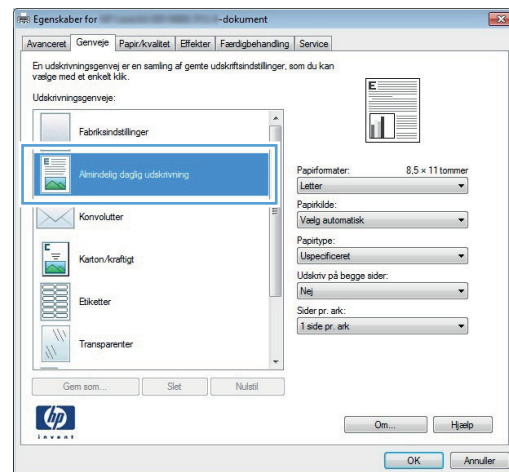 Egenskaber for -dokument
Avanceret Genveje Papir/kvalitet Effekter Færdigbehandling Service
En udskrivningsgenvej er en samling af gemte udskriftsindstillinger, som du kan
vælge med et enkelt klik.
Udskrivningsgenveje:
Fabriksindstillinger
Almindelig daglig udskrivning
Konvolutter
Karton/kraftigt
Etiketter
Transparenter
Gem som... Slet Nulstil
E
Papirformater: 8,5 × 11 tommer
Letter
Papirkilde:
Vælg automatisk
Papirtype:
Uspecificeret
Udskriv på begge sider:
Nej
Sider pr. ark:
1 side pr. ark
hp
invent
Om... Hjælp
OK Annuller